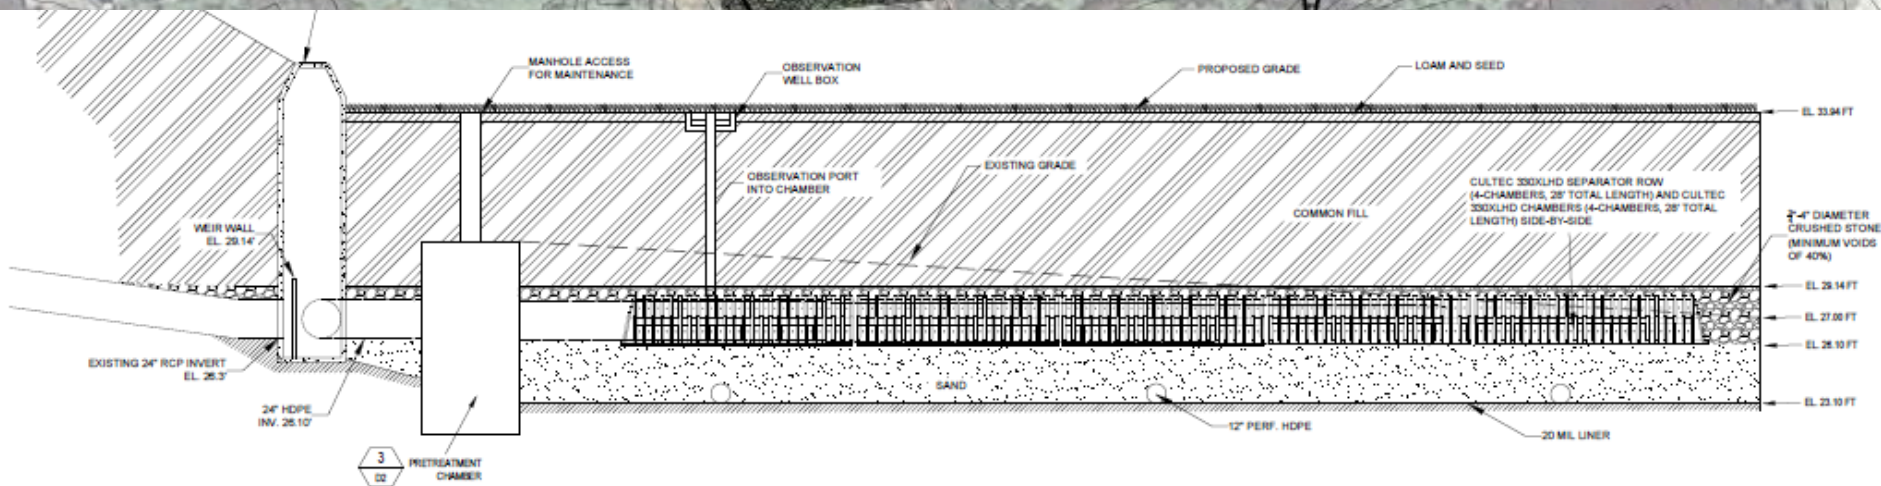 MANHOLE ACCESS
FOR MAINTENANCE
OBSERVATION
WELL BOX
PROPOSED GRADE
LOAM AND SEED
EL. 33.94 FT
EXISTING GRADE
OBSERVATION PORT
INTO CHAMBER
CULTEC 330XLHD SEPARATOR ROW
(4-CHAMBERS, 28' TOTAL LENGTH) AND CULTEC
330XLHD CHAMBERS (4-CHAMBERS, 28' TOTAL
LENGTH) SIDE-BY-SIDE
COMMON FILL
DIAMETER
CRUSHED STONE
(MINIMUM VOIDS
OF 40%)
WEIR WALL
EL. 29.14'
EL. 29.14 FT
EL. 27.00 FT
EL. 26.10 FT
EXISTING 24" RCP INVERT
EL. 26.3'
SAND
24" HDPE
INV. 26.10'
EL. 23.10 FT
12" PERF. HDPE
20 MIL LINER
3
D2
PRETREATMENT
CHAMBER